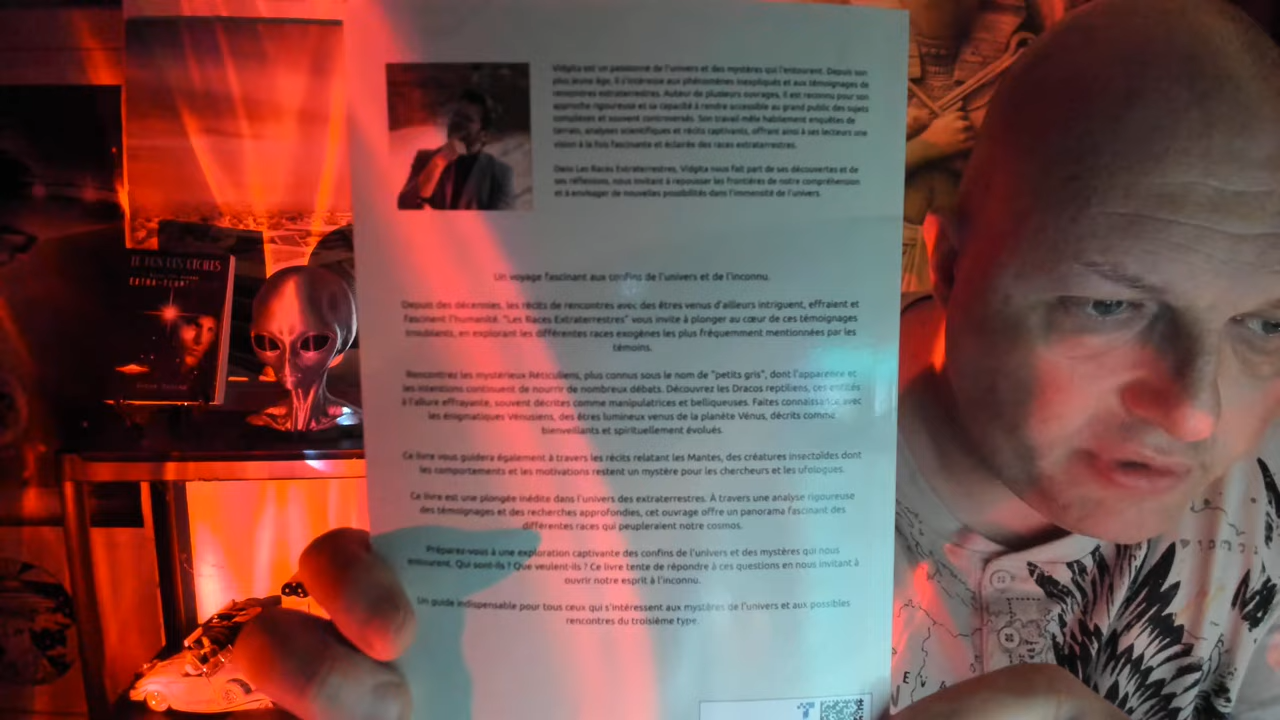 LE DON DES ÉTOILES
EXTRA-
Vidgita est un passionné de l'univers et des mystères qui l'entourent. Depuis son
plus jeune âge, il s'intéresse aux phénomènes inexpliqués et aux témoignages de
rencontres extraterrestres. Auteur de plusieurs ouvrages, il est reconnu pour son
approche rigoureuse et sa capacité à rendre accessible au grand public des sujets
complexes et souvent controversés. Son travail mêle habilement enquêtes de
terrain, analyses scientifiques et récits captivants, offrant ainsi à ses lecteurs une
vision à la fois fascinante et éclairée des races extraterrestres.
Dans Les Races Extraterrestres, Vidgita nous fait part de ses découvertes et de
ses réflexions, nous invitant à repousser les frontières de notre compréhension
et à envisager de nouvelles possibilités dans l'immensité de l'univers.
Un voyage fascinant aux confins de l'univers et de l'inconnu.
Depuis des décennies, les récits de rencontres avec des êtres venus d'ailleurs intriguent, effraient et
fascinent l'humanité. "Les Races Extraterrestres" vous invite à plonger au cœur de ces témoignages
troublants, en explorant les différentes races exogènes les plus fréquemment mentionnées par les
témoins.
Rencontrez les mystérieux Réticuliens, plus connus sous le nom de "petits gris", dont l'apparence et
les intentions continuent de nourrir de nombreux débats. Découvrez les Dracos reptiliens, ces entités
à l'allure effrayante, souvent décrites comme manipulatrices et belliqueuses. Faites connaissance avec
les énigmatiques Vénusiens, des êtres lumineux venus de la planète Vénus, décrits comme
bienveillants et spirituellement évolués.
Ce livre vous guidera également à travers les récits relatant les Mantes, des créatures insectoïdes dont
les comportements et les motivations restent un mystère pour les chercheurs et les ufologues.
Ce livre est une plongée inédite dans l'univers des extraterrestres. À travers une analyse rigoureuse
des témoignages et des recherches approfondies, cet ouvrage offre un panorama fascinant des
différentes races qui peupleraient notre cosmos.
Préparez-vous à une exploration captivante des confins de l'univers et des mystères qui nous
entourent. Qui sont-ils ? Que veulent-ils ? Ce livre tente de répondre à ces questions en nous invitant à
ouvrir notre esprit à l'inconnu.
Un guide indispensable pour tous ceux qui s'intéressent aux mystères de l'univers et aux possibles
rencontres du troisième type.